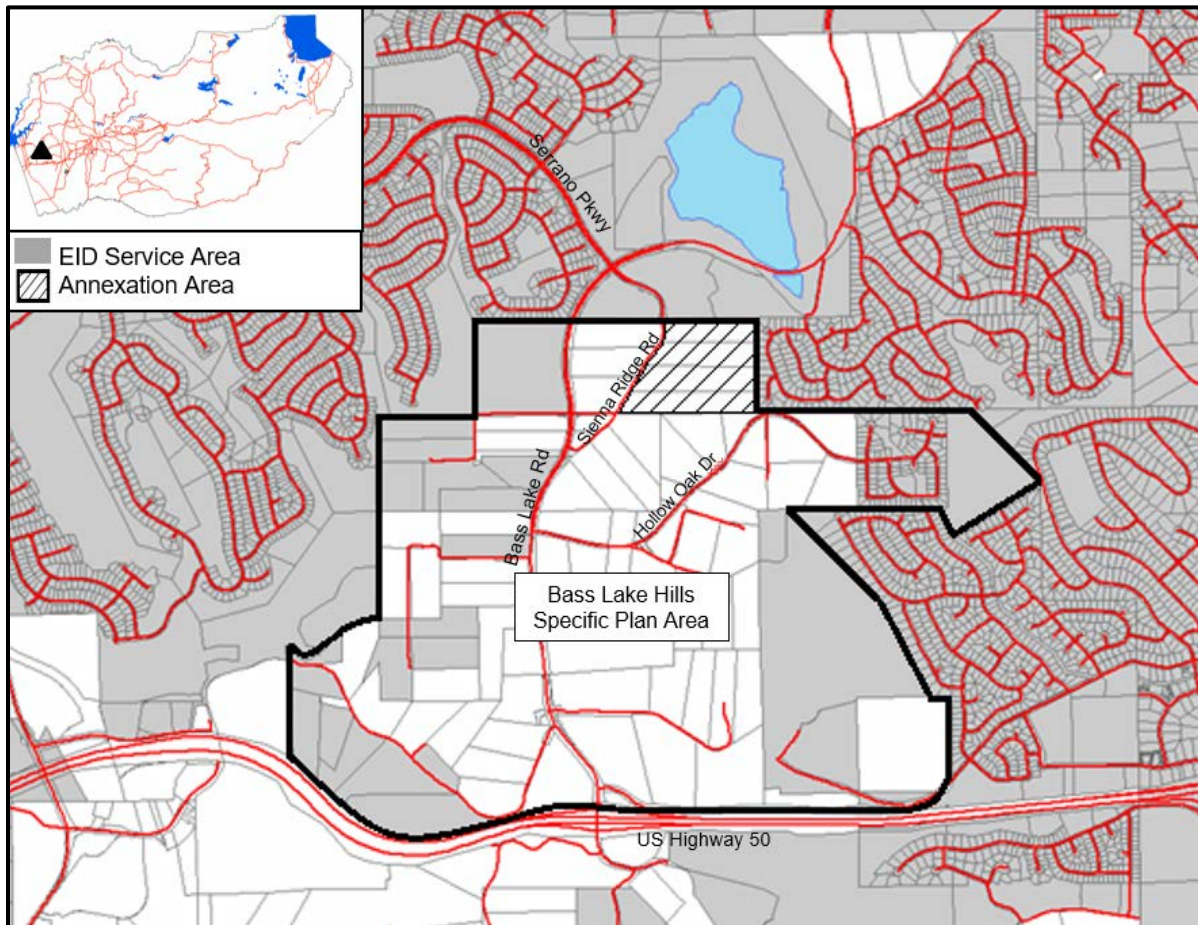 EID Service Area
Annexation Area
Serrano Pkwy
Sienna Ridge Rd
Bass Lake Rd
Hollow Oak Dr
Bass Lake Hills
Specific Plan Area
US Highway 50